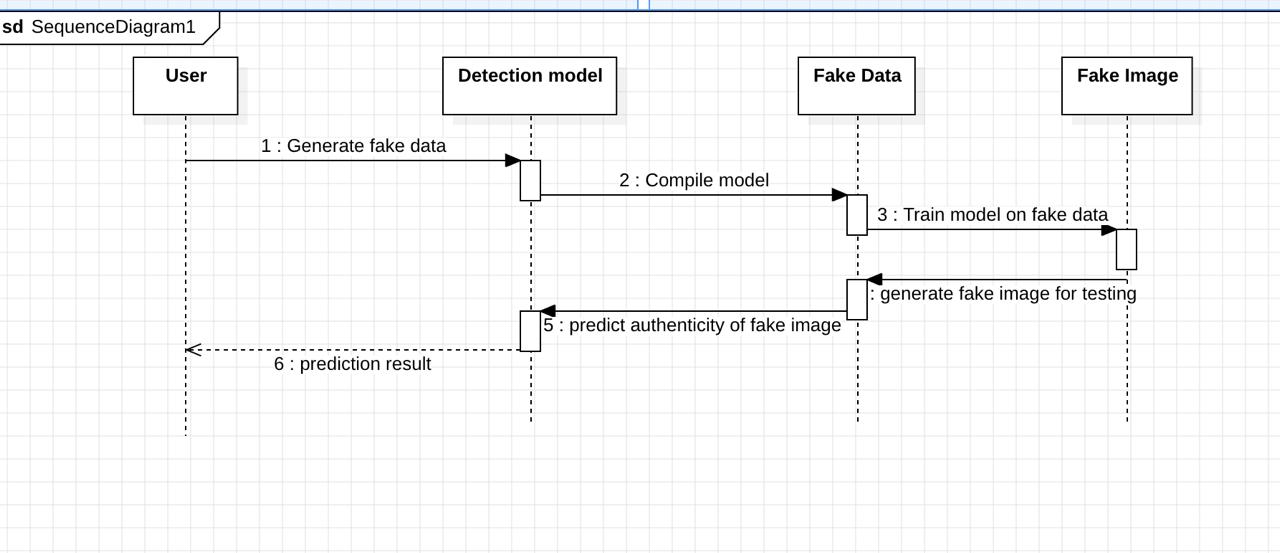 sd SequenceDiagram1
User
Detection model
Fake Data
Fake Image
1 : Generate fake data
2 : Compile model
3 : Train model on fake data
: generate fake image for testing
5 : predict authenticity of fake image
6 : prediction result